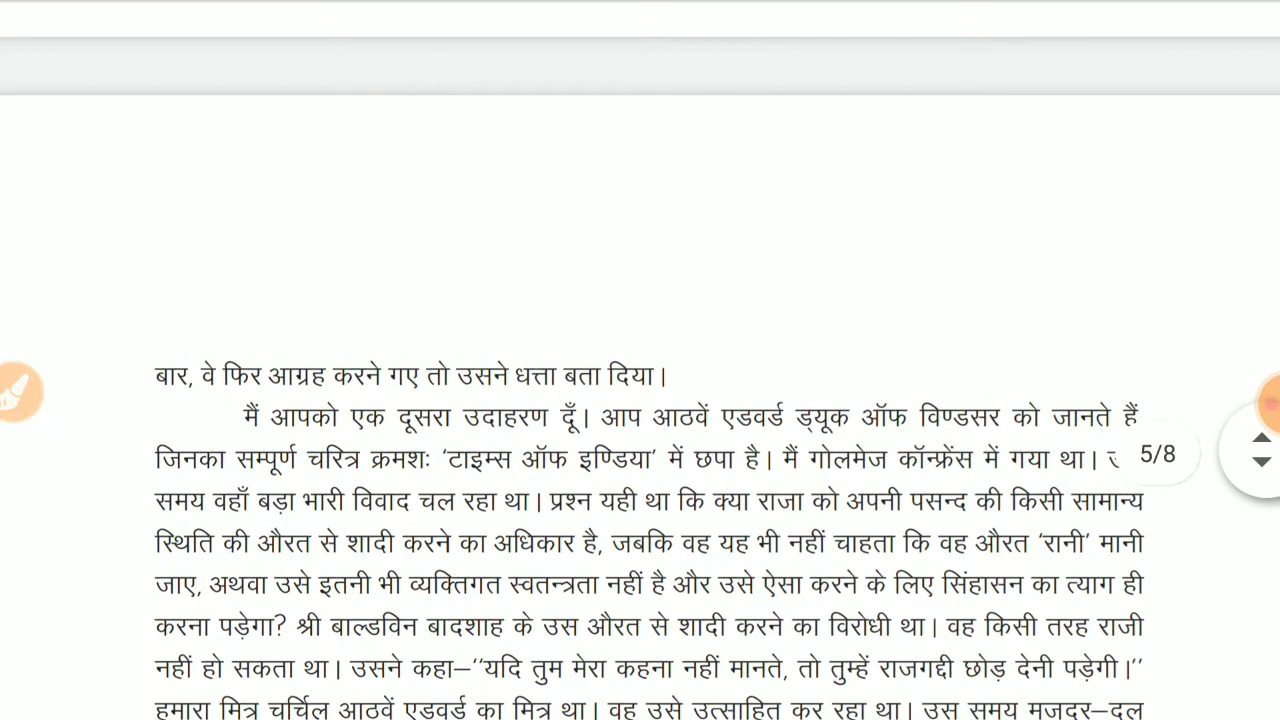 बार, वे फिर आग्रह करने गए तो उसने धत्ता बता दिया।
मैं आपको एक दूसरा उदाहरण दूँ। आप आठवें एडवर्ड ड्यूक ऑफ विण्डसर को जानते हैं
जिनका सम्पूर्ण चरित्र क्रमशः ‘टाइम्स ऑफ इण्डिया’ में छपा है। मैं गोलमेज कॉन्फ्रेंस में गया था।
5/8
समय वहाँ बड़ा भारी विवाद चल रहा था। प्रश्न यही था कि क्या राजा को अपनी पसन्द की किसी सामान्य
स्थिति की औरत से शादी करने का अधिकार है, जबकि वह यह भी नहीं चाहता कि वह औरत ‘रानी’ मानी
जाए, अथवा उसे इतनी भी व्यक्तिगत स्वतन्त्रता नहीं है और उसे ऐसा करने के लिए सिंहासन का त्याग ही
करना पड़ेगा? श्री बाल्डविन बादशाह के उस औरत से शादी करने का विरोधी था। वह किसी तरह राजी
नहीं हो सकता था। उसने कहा–‘‘यदि तुम मेरा कहना नहीं मानते, तो तुम्हें राजगद्दी छोड़ देनी पड़ेगी।’’
हमारा मित्र चर्चिल आठवें एडवर्ड का मित्र था। वह उसे उत्साहित कर रहा था। उस समय मजदूर–दल